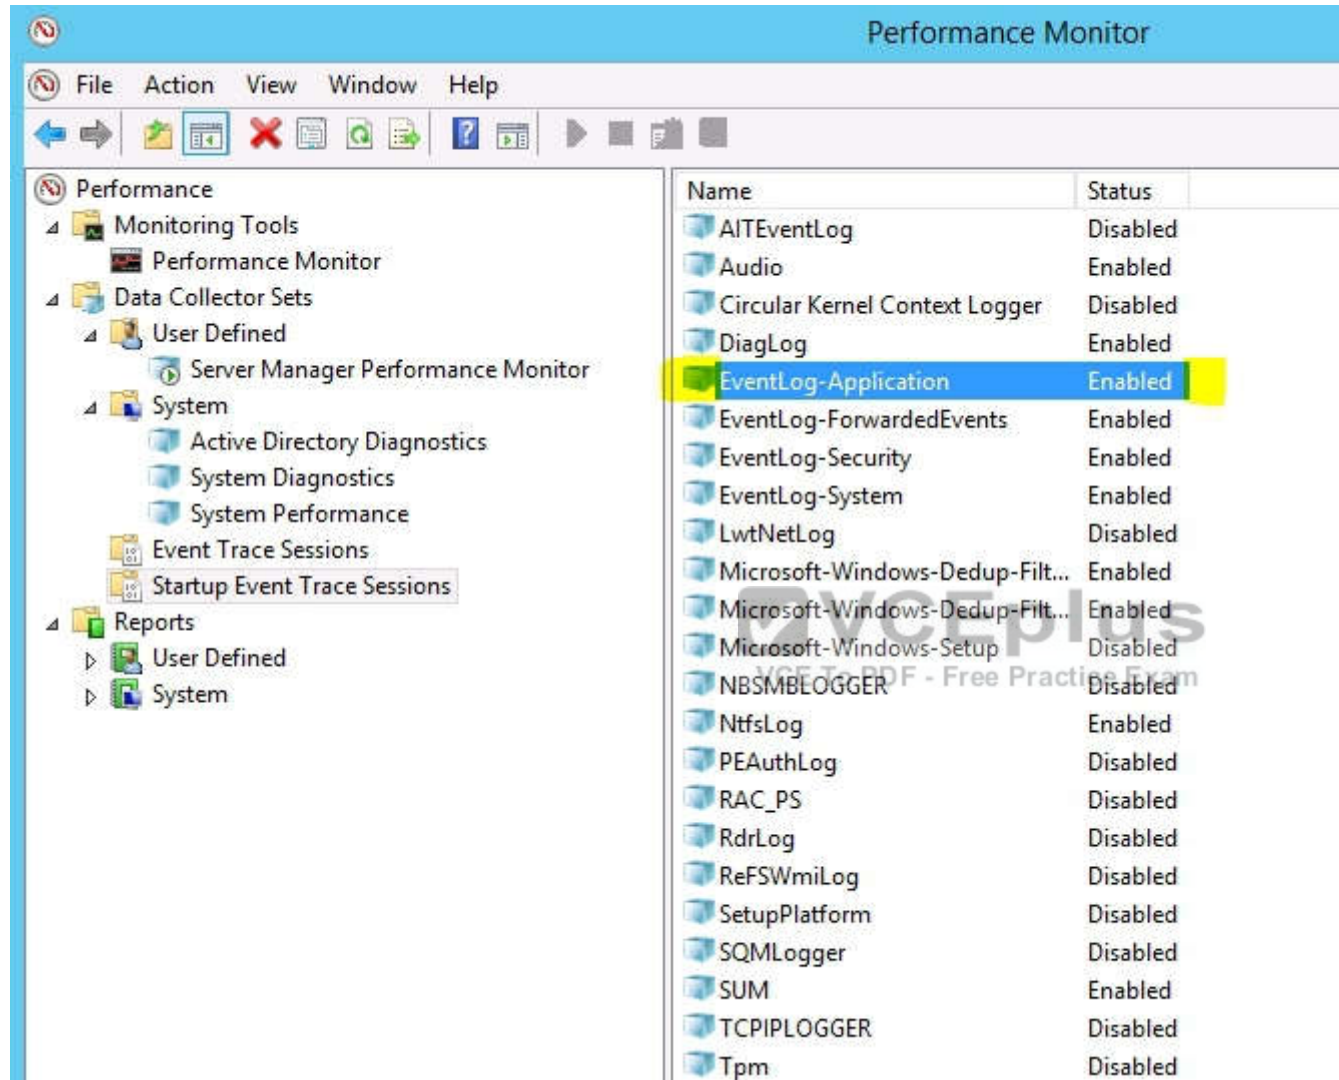 Performance Monitor
File Action View Window Help
Performance
Monitoring Tools
Performance Monitor
Data Collector Sets
User Defined
Server Manager Performance Monitor
System
Active Directory Diagnostics
System Diagnostics
System Performance
Event Trace Sessions
Startup Event Trace Sessions
Reports
User Defined
System
Name Status
AITEventLog Disabled
Audio Enabled
Circular Kernel Context Logger Disabled
DiagLog Enabled
EventLog-Application Enabled
EventLog-ForwardedEvents Enabled
EventLog-Security Enabled
EventLog-System Enabled
LwtNetLog Disabled
Microsoft-Windows-Dedup-Filt... Enabled
Microsoft-Windows-Dedup-Filt... Enabled
VCEplus
Microsoft-Windows-Setup Disabled
VCE To PDF - Free Practice Exam
NBSMBLOGGER Disabled
NtfsLog Enabled
PEAuthLog Disabled
RAC_PS Disabled
RdrLog Disabled
ReFSWmiLog Disabled
SetupPlatform Disabled
SQMLogger Disabled
SUM Enabled
TCPIPLOGGER Disabled
Tpm Disabled